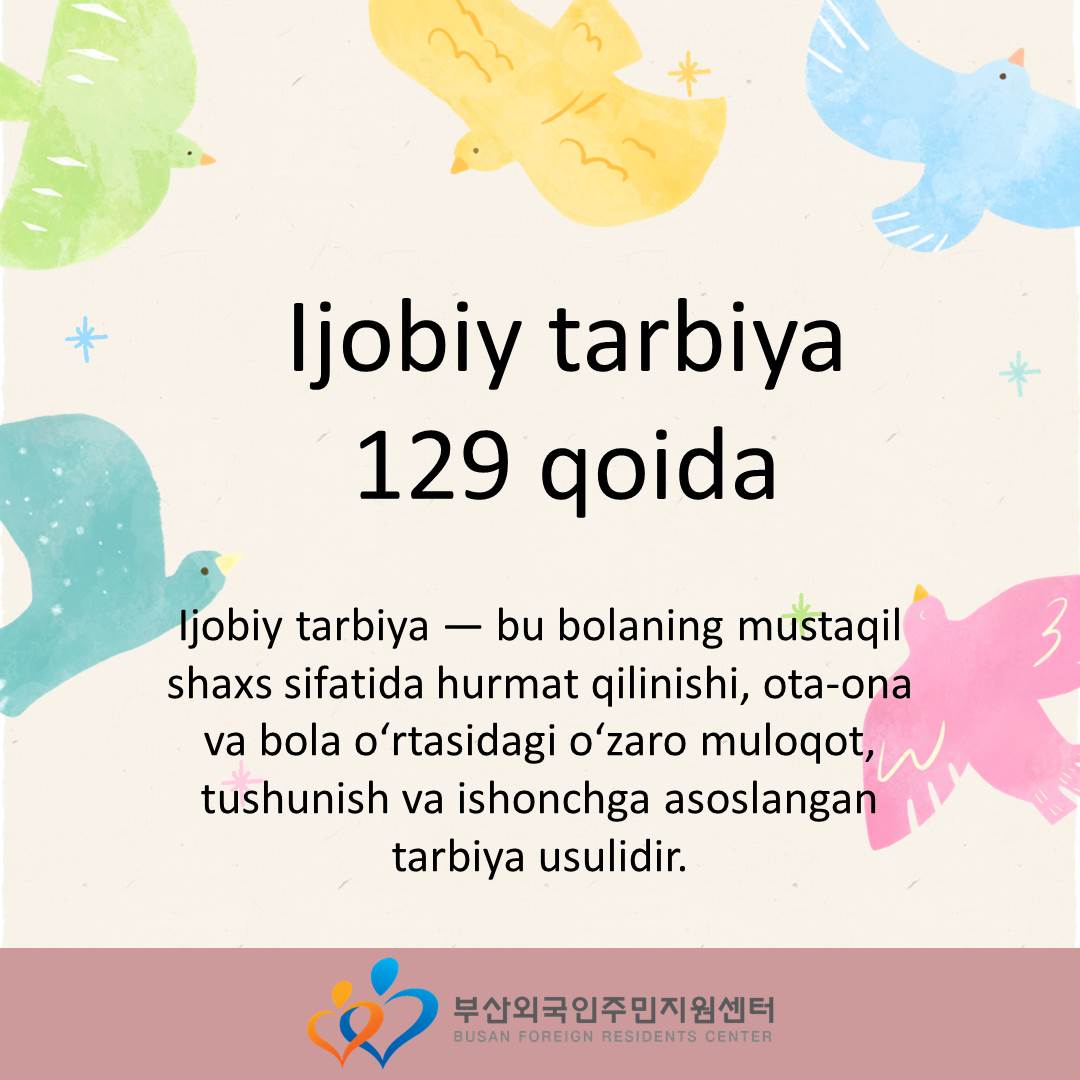 Ijobiy tarbiya
129 qoida
Ijobiy tarbiya — bu bolaning mustaqil
shaxs sifatida hurmat qilinishi, ota-ona
va bola o‘rtasidagi o‘zaro muloqot,
tushunish va ishonchga asoslangan
tarbiya usulidir.
부산외국인주민지원센터
BUSAN FOREIGN RESIDENTS CENTER